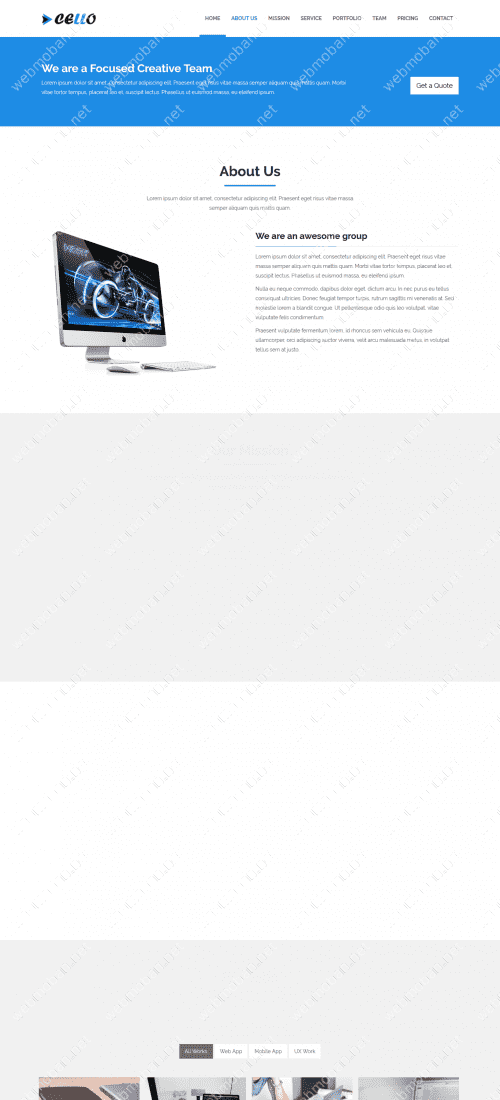 CELLO
HOME ABOUT US MISSION SERVICE PORTFOLIO TEAM PRICING CONTACT
We are a Focused Creative Team
Lorem ipsum dolor sit amet, consectetur adipiscing elit. Praesent eget risus vitae massa semper aliquam quis mattis quam. Morbi
vitae tortor tempus, placerat leo et, suscipit lectus. Phasellus ut euismod massa, eu eleifend ipsum.
Get a Quote
About Us
Lorem ipsum dolor sit amet, consectetur adipiscing elit. Praesent eget risus vitae massa
semper aliquam quis mattis quam.
We are an awesome group
Lorem ipsum dolor sit amet, consectetur adipiscing elit. Praesent eget risus vitae
massa semper aliquam quis mattis quam. Morbi vitae tortor tempus, placerat leo et,
suscipit lectus. Phasellus ut euismod massa, eu eleifend ipsum.
Nulla eu neque commodo, dapibus dolor eget, dictum arcu. In nec purus eu tellus
consequat ultricies. Donec feugiat tempor turpis, rutrum sagittis mi venenatis at. Sed
molestie lorem a blandit congue. Ut pellentesque odio quis leo volutpat, vitae
vulputate felis condimentum.
Praesent vulputate fermentum lorem, id rhoncus sem vehicula eu. Quisque
ullamcorper, orci adipiscing auctor viverra, velit arcu malesuada metus, in volutpat
tellus sem at justo.
Our Mission
All Works Web App Mobile App UX Work